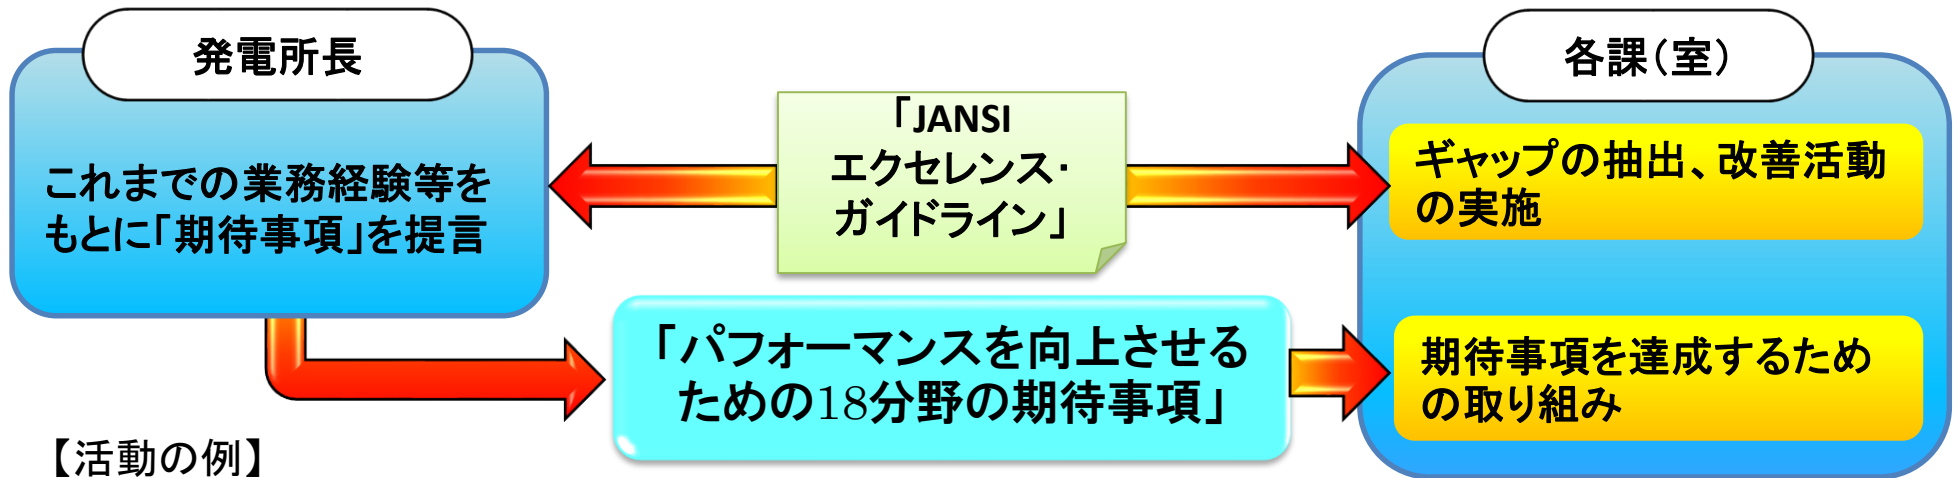 発電所長
これまでの業務経験等を
もとに「期待事項」を提言
「JANSI
エクセレンス・
ガイドライン」
「パフォーマンスを向上させる
ための18分野の期待事項」
各課（室）
ギャップの抽出、改善活動
の実施
期待事項を達成するため
の取り組み
【活動の例】